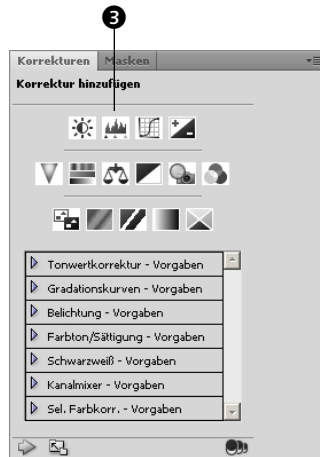 3
Korrekturen Masken
Korrektur hinzufügen
Tonwertkorrektur - Vorgaben
Gradationskurven - Vorgaben
Belichtung - Vorgaben
Farbton/Sättigung - Vorgaben
Schwarzweiß - Vorgaben
Kanalmixer - Vorgaben
Sel. Farbkorr. - Vorgaben